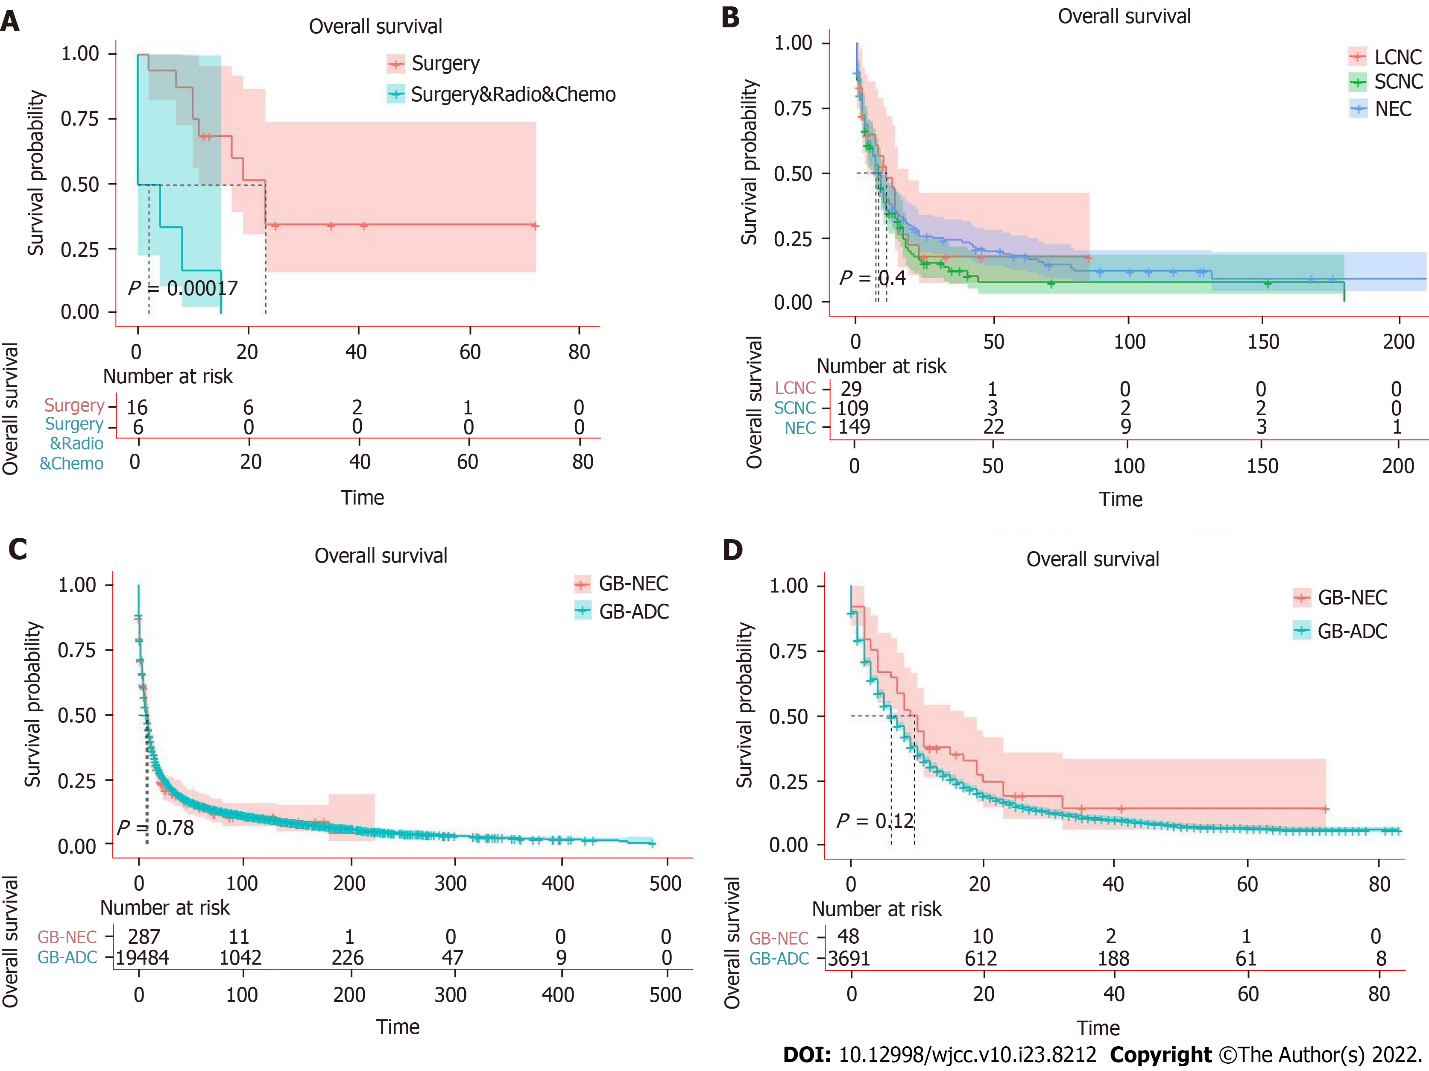 A
Overall survival
Surgery
Surgery&Radio&Chemo
Survival probability
1.00
0.75
0.50
0.25
0.00
P = 0.00017
0 20 40 60 80
Overall survival
Number at risk
Surgery 16 6 2 1 0
Surgery 6 0 0 0 0
&Radio
&Chemo 0 20 40 60 80
Time
B
Overall survival
LCNC
SCNC
NEC
Survival probability
1.00
0.75
0.50
0.25
0.00
P = 0.4
0 50 100 150 200
Overall survival
Number at risk
LCNC 29 1 0 0 0
SCNC 109 3 2 2 0
NEC 149 22 9 3 1
0 50 100 150 200
Time
C
Overall survival
GB-NEC
GB-ADC
Survival probability
1.00
0.75
0.50
0.25
0.00
P = 0.78
0 100 200 300 400 500
Overall survival
Number at risk
GB-NEC 287 11 1 0 0 0
GB-ADC 19484 1042 226 47 9 0
0 100 200 300 400 500
Time
D
Overall survival
GB-NEC
GB-ADC
Survival probability
1.00
0.75
0.50
0.25
0.00
P = 0.12
0 20 40 60 80
Overall survival
Number at risk
GB-NEC 48 10 2 1 0
GB-ADC 3691 612 188 61 8
0 20 40 60 80
Time
DOI: 10.12998/wjcc.v10.i23.8212 Copyright ©The Author(s) 2022.